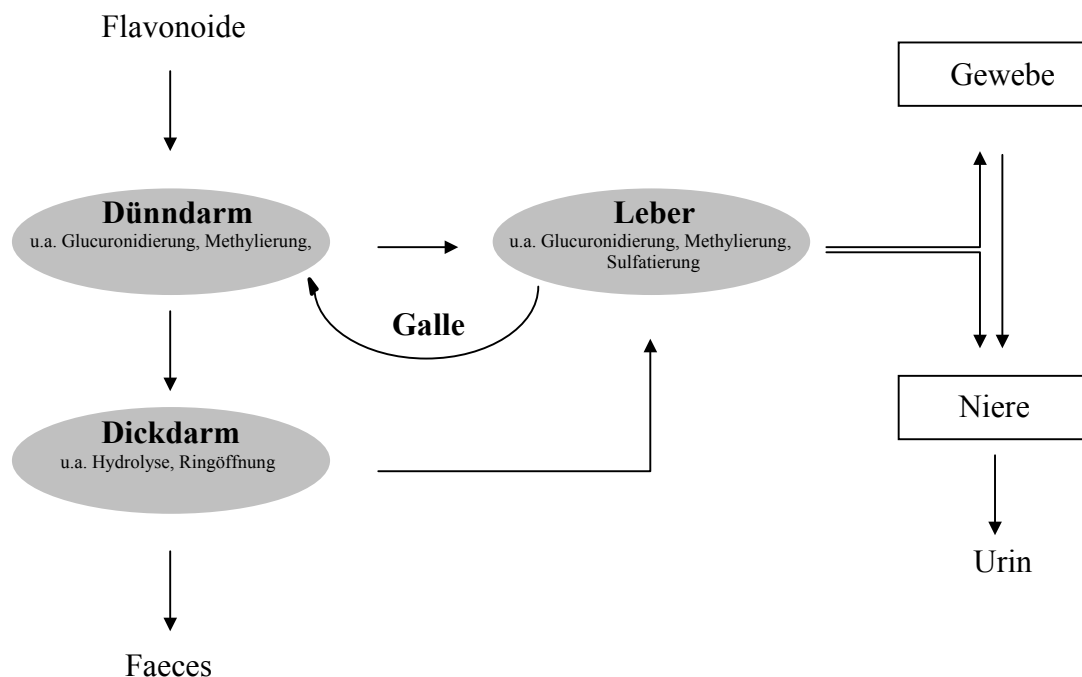 Flavonoide
Gewebe
Dünndarm
u.a. Glucuronidierung, Methylierung,
Leber
u.a. Glucuronidierung, Methylierung,
Sulfatierung
Galle
Dickdarm
u.a. Hydrolyse, Ringöffnung
Niere
Urin
Faeces